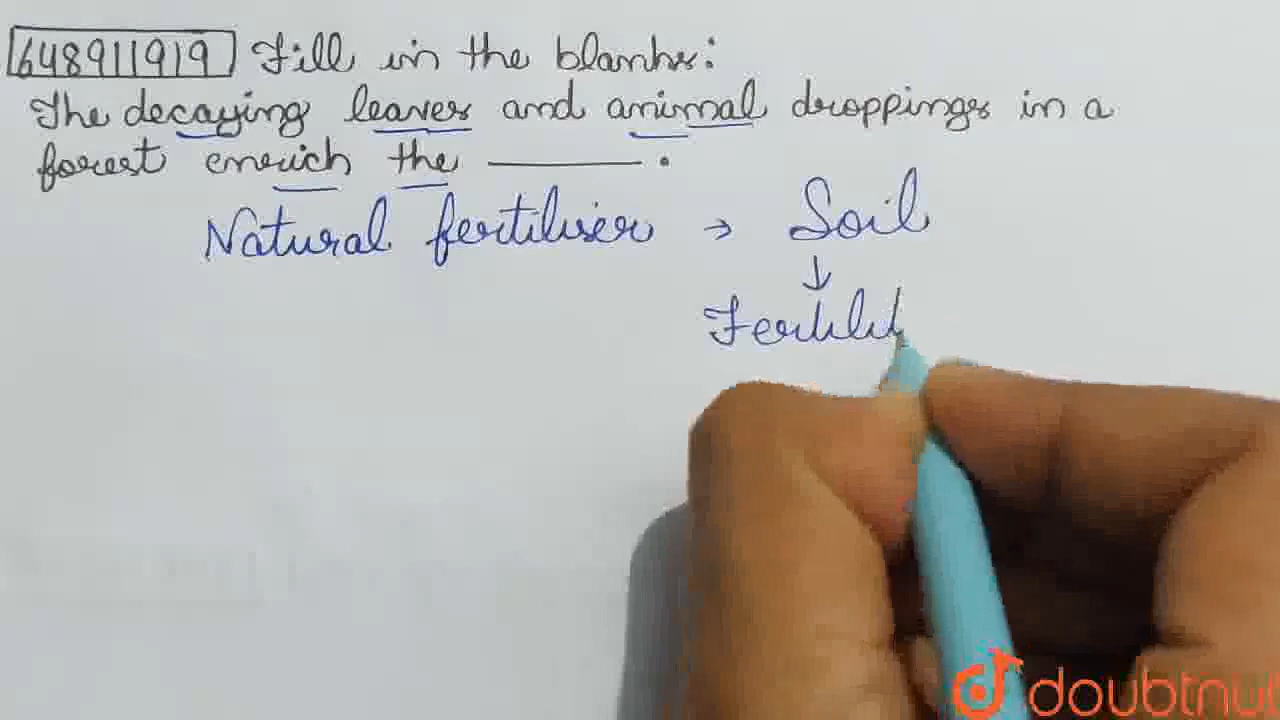 648911919 Fill in the blanks:
The decaying leaves and animal droppings in a
forest enrich the ______.
Natural fertiliser → Soil
↓
doubtnut